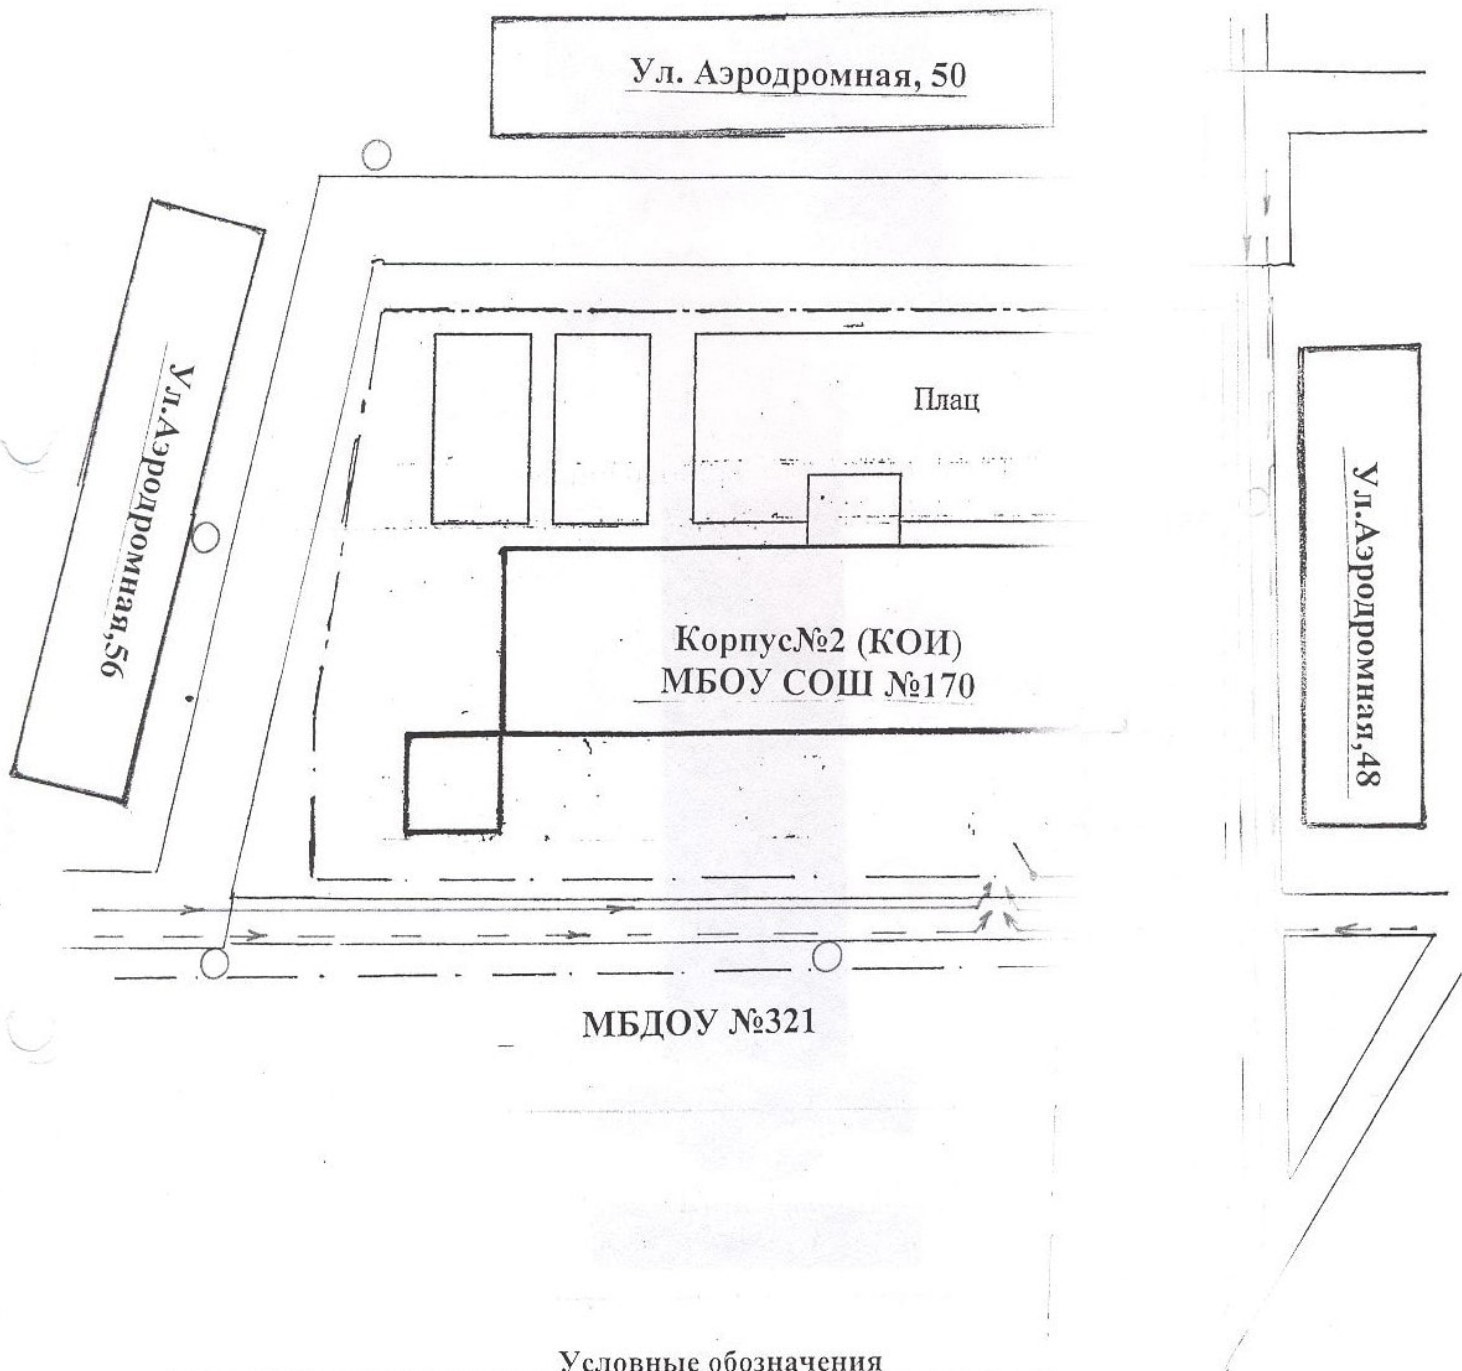 Ул. Аэродромная, 50
Ул.Аэродромная,56
Плац
Ул.Аэродромная,48
Корпус№2 (КОИ)
МБОУ СОШ №170
МБДОУ №321
Условные обозначения